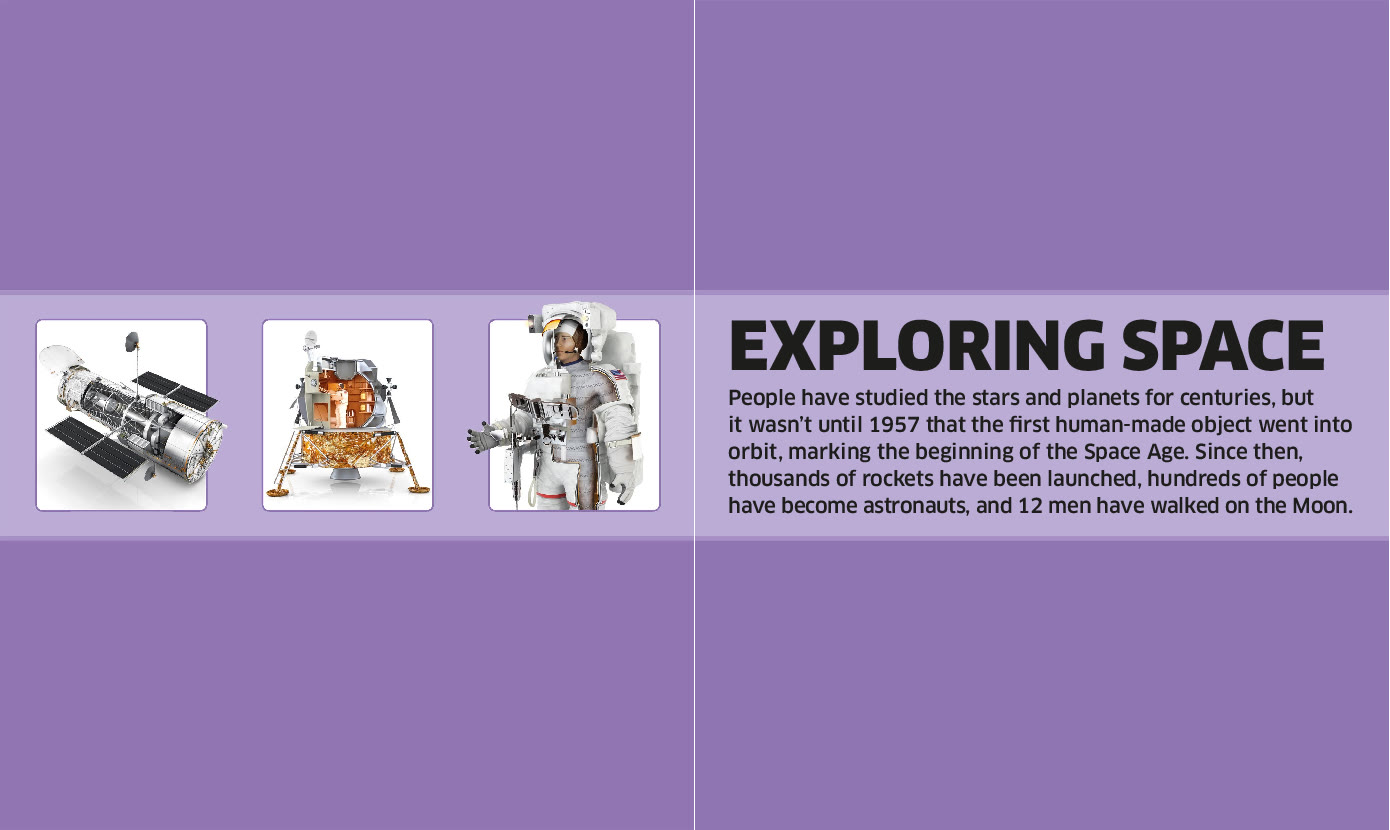 EXPLORING SPACE
People have studied the stars and planets for centuries, but
it wasn’t until 1957 that the first human-made object went into
orbit, marking the beginning of the Space Age. Since then,
thousands of rockets have been launched, hundreds of people
have become astronauts, and 12 men have walked on the Moon.